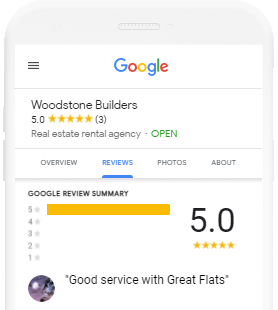 Google
Woodstone Builders
5.0 ★★★★★ (3)
Real estate rental agency · OPEN
OVERVIEW REVIEWS PHOTOS ABOUT
GOOGLE REVIEW SUMMARY
5 ★
4 ★
3 ★
2 ★
1 ★
5.0
★★★★★
"Good service with Great Flats"